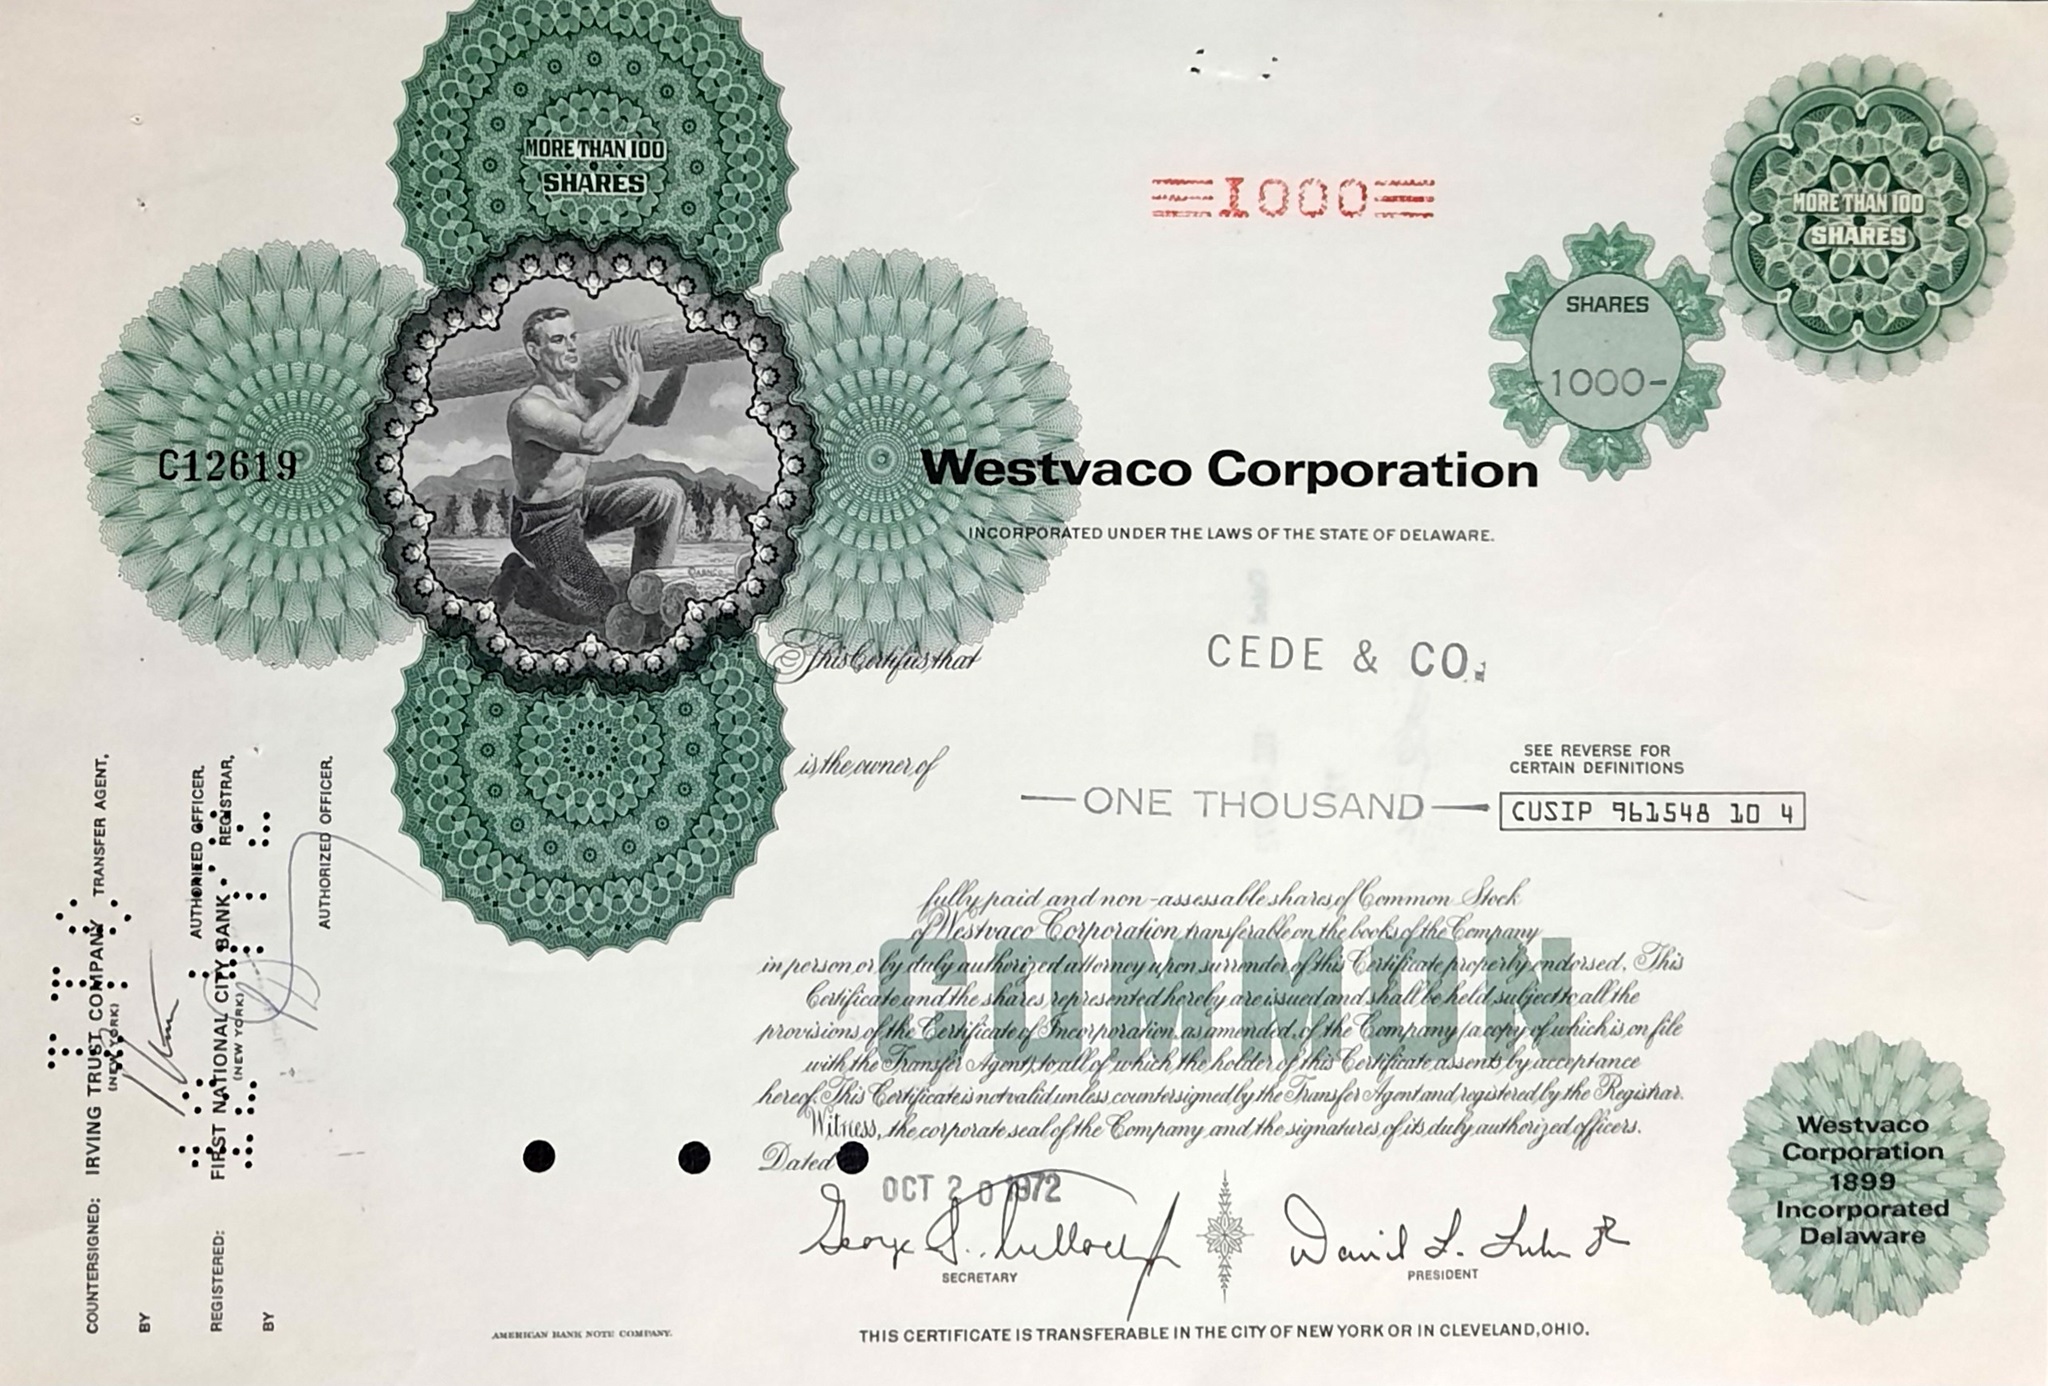 MORE THAN 100
SHARES
MORE THAN 100
SHARES
1000
SHARES
-1000-
C12619
Westvaco Corporation
INCORPORATED UNDER THE LAWS OF THE STATE OF DELAWARE.
This Certifies that
CEDE & CO.
is the owner of
SEE REVERSE FOR
CERTAIN DEFINITIONS
ONE THOUSAND
CUSIP 961548 10 4
COMMON
fully paid and non-assessable shares of Common Stock
of Westvaco Corporation transferable on the books of the Company
in person or by duly authorized attorney upon surrender of this Certificate properly endorsed. This
Certificate and the shares represented hereby are issued and shall be held subject to all the
provisions of the Certificate of Incorporation, as amended, of the Company (a copy of which is on file
with the Transfer Agent), to all of which the holder of this Certificate assents by acceptance
hereof. This Certificate is not valid unless countersigned by the Transfer Agent and registered by the Registrar.
Witness, the corporate seal of the Company and the signatures of its duly authorized officers.
Dated
OCT 20 1972
SECRETARY
David L. Luke JR
PRESIDENT
Westvaco
Corporation
1899
Incorporated
Delaware
AMERICAN BANK NOTE COMPANY.
THIS CERTIFICATE IS TRANSFERABLE IN THE CITY OF NEW YORK OR IN CLEVELAND, OHIO.
COUNTERSIGNED: IRVING TRUST COMPANY TRANSFER AGENT,
(NEW YORK)
BY
AUTHORIZED OFFICER.
REGISTERED: FIRST NATIONAL CITY BANK REGISTRAR,
(NEW YORK)
BY
AUTHORIZED OFFICER.